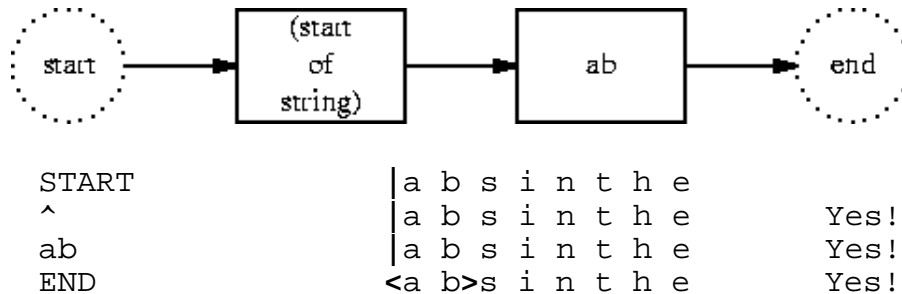 start
(start
of
string)
ab
end
START |a b s i n t h e
^ |a b s i n t h e Yes!
ab |a b s i n t h e Yes!
END <a b>s i n t h e Yes!